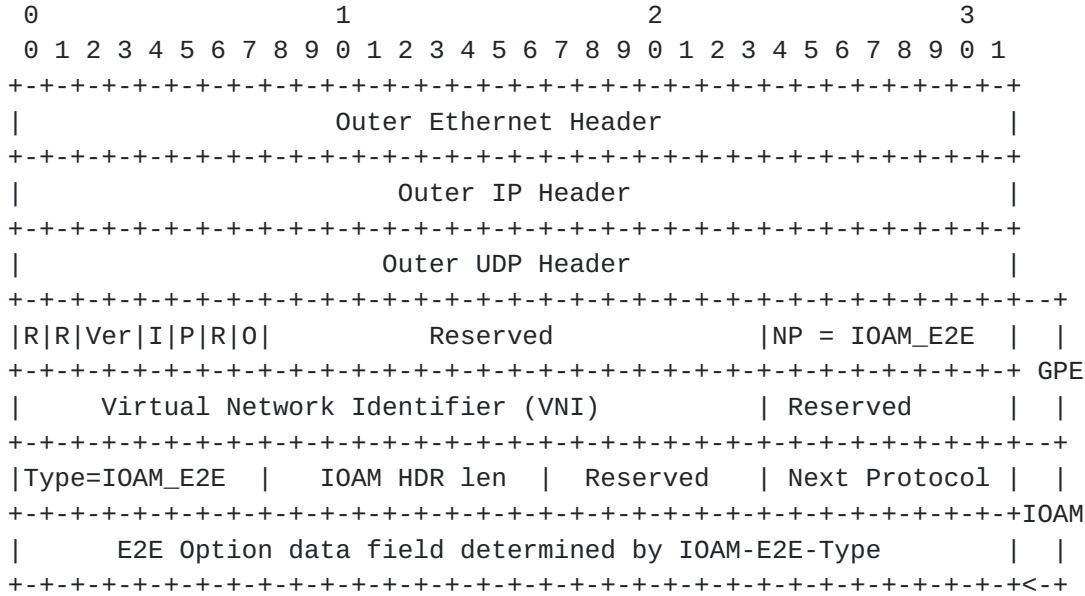 0                   1                   2                   3
 0 1 2 3 4 5 6 7 8 9 0 1 2 3 4 5 6 7 8 9 0 1 2 3 4 5 6 7 8 9 0 1
+-+-+-+-+-+-+-+-+-+-+-+-+-+-+-+-+-+-+-+-+-+-+-+-+-+-+-+-+-+-+-+-+
|                    Outer Ethernet Header                      |
+-+-+-+-+-+-+-+-+-+-+-+-+-+-+-+-+-+-+-+-+-+-+-+-+-+-+-+-+-+-+-+-+
|                        Outer IP Header                        |
+-+-+-+-+-+-+-+-+-+-+-+-+-+-+-+-+-+-+-+-+-+-+-+-+-+-+-+-+-+-+-+-+
|                       Outer UDP Header                        |
+-+-+-+-+-+-+-+-+-+-+-+-+-+-+-+-+-+-+-+-+-+-+-+-+-+-+-+-+-+-+-+-+--+
|R|R|Ver|I|P|R|O|          Reserved             |NP = IOAM_E2E  |  |
+-+-+-+-+-+-+-+-+-+-+-+-+-+-+-+-+-+-+-+-+-+-+-+-+-+-+-+-+-+-+-+-+ GPE
|     Virtual Network Identifier (VNI)          | Reserved      |  |
+-+-+-+-+-+-+-+-+-+-+-+-+-+-+-+-+-+-+-+-+-+-+-+-+-+-+-+-+-+-+-+-+--+
|Type=IOAM_E2E  |   IOAM HDR len  |  Reserved   | Next Protocol |  |
+-+-+-+-+-+-+-+-+-+-+-+-+-+-+-+-+-+-+-+-+-+-+-+-+-+-+-+-+-+-+-+-+IOAM
|      E2E Option data field determined by IOAM-E2E-Type        |  |
+-+-+-+-+-+-+-+-+-+-+-+-+-+-+-+-+-+-+-+-+-+-+-+-+-+-+-+-+-+-+-+-+<-+